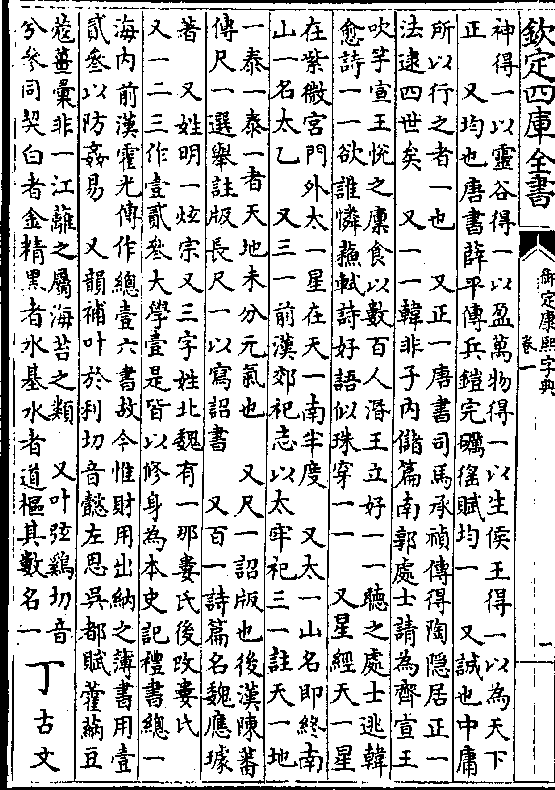 欽定四庫全書
御定康熙字典
卷一
一
神得一以靈谷得一以盈萬物得一以生侯王得一以為天下
正　又均也唐書薛平傳兵鎧完礪徭賦均一　又誠也中庸
所以行之者一也　又正一唐書司馬承禎傳得陶隱居正一
法逮四世矣　又一一韓非子內儲篇南郭處士請為齊宣王
吹竽宣王悅之廩食以數百人湣王立好一一聽之處士逃韓
愈詩一一欲誰憐蘇軾詩好語似珠穿一一　又星經天一星
在紫微宮門外太一星在天一南半度　又太一山名即終南
山一名太乙　又三一前漢郊祀志以太牢祀三一註天一地
一泰一泰一者天地未分元氣也　又尺一詔版也後漢陳蕃
傳尺一選舉註版長尺一以寫詔書　又百一詩篇名魏應璩
著　又姓明一炫宗又三字姓北魏有一那婁氏後改婁氏
又一二三作壹貳叄大學壹是皆以修身為本史記禮書總一
海內前漢霍光傳作總壹六書故今惟財用出納之簿書用壹
貳叄以防姦易　又韻補叶於利切音懿左思吳都賦藿蒳豆
蔻薑彙非一江蘺之屬海苔之類　又叶弦雞切音
兮參同契白者金精黑者水基水者道樞其數名一　丁古文